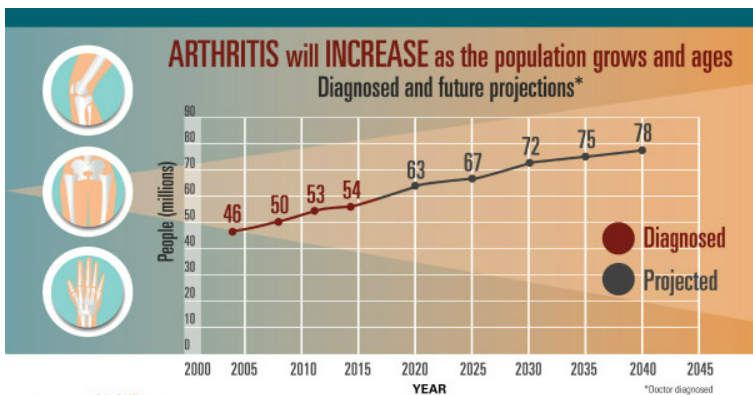 ARTHRITIS will INCREASE as the population grows and ages
Diagnosed and future projections*
People (millions)
90
80
70
60
50
40
30
20
10
0
46
50
53
54
63
67
72
75
78
Diagnosed
Projected
2000 2005 2010 2015 2020 2025 2030 2035 2040 2045
YEAR
*Doctor diagnosed